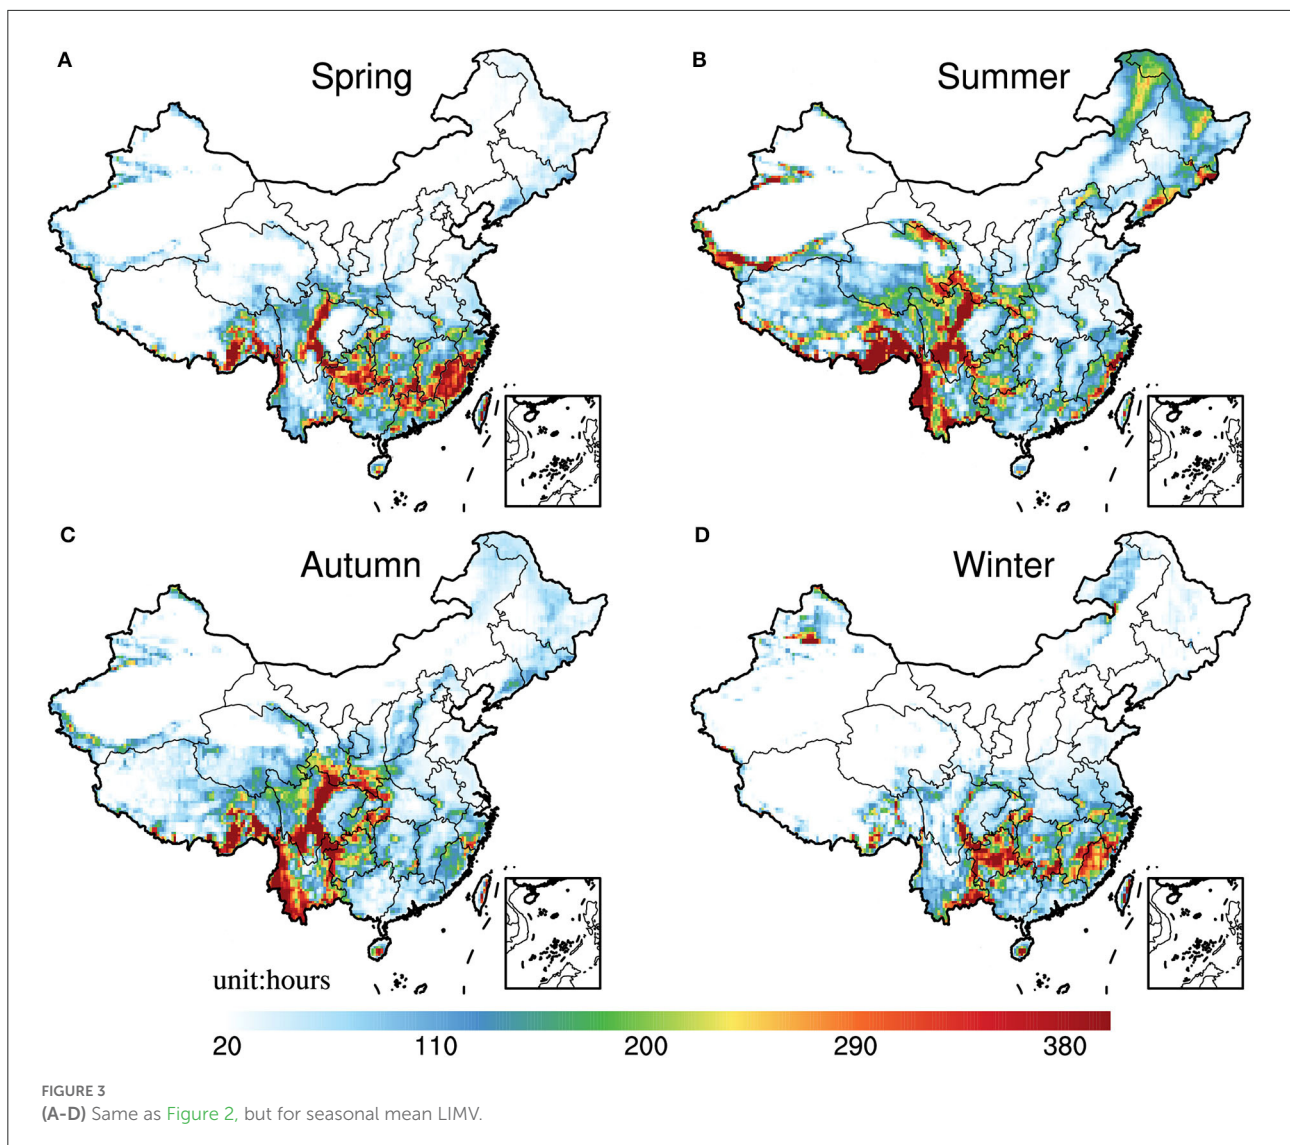 A
Spring
B
Summer
C
Autumn
D
Winter
unit:hours
20 110 200 290 380
FIGURE 3
(A-D) Same as Figure 2, but for seasonal mean LIMV.